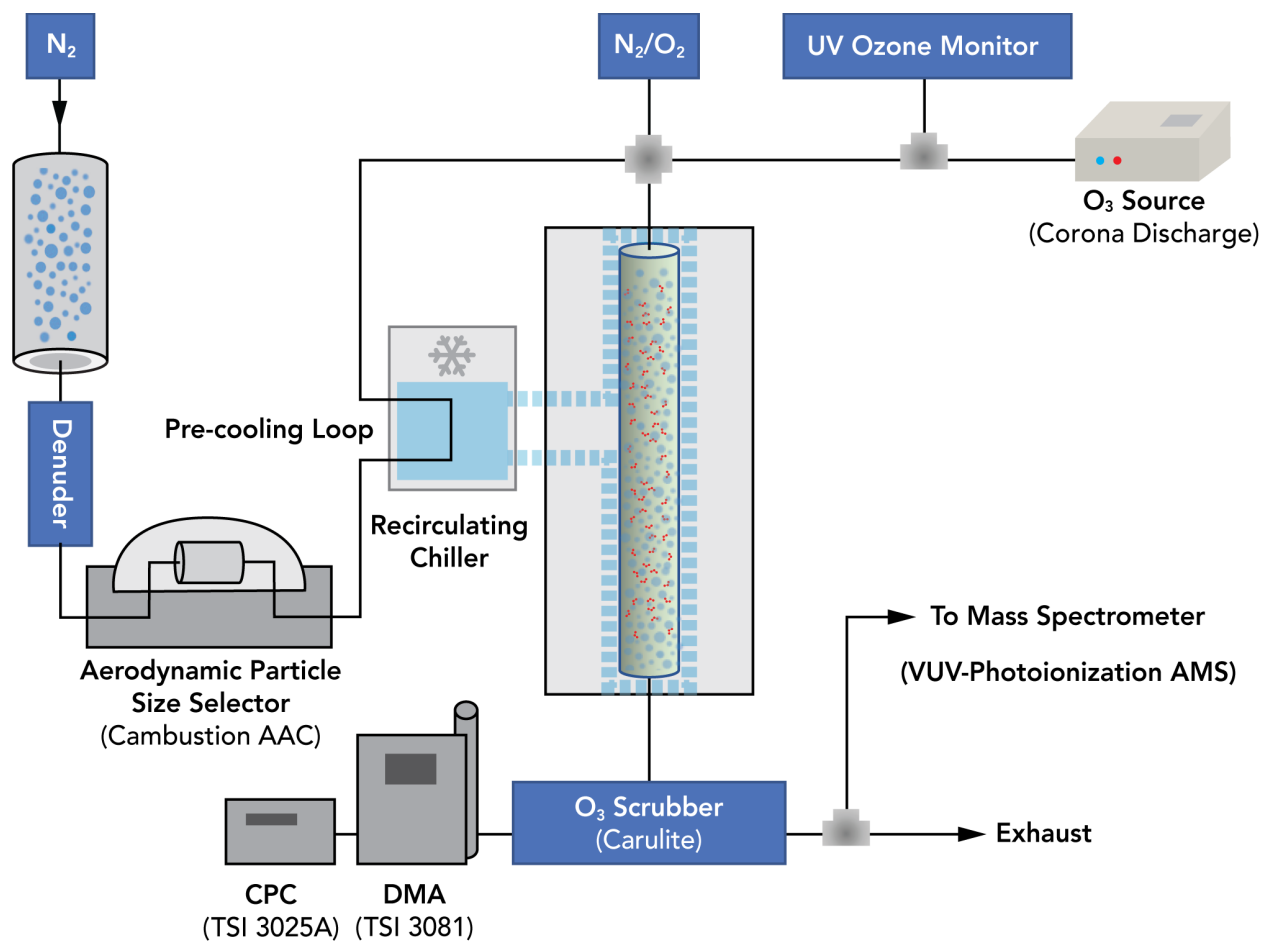 N₂
N₂/O₂
UV Ozone Monitor
O₃ Source
(Corona Discharge)
Denuder
Pre-cooling Loop
Recirculating
Chiller
Aerodynamic Particle
Size Selector
(Cambustion AAC)
To Mass Spectrometer
(VUV-Photoionization AMS)
O₃ Scrubber
(Carulite)
Exhaust
CPC
(TSI 3025A)
DMA
(TSI 3081)